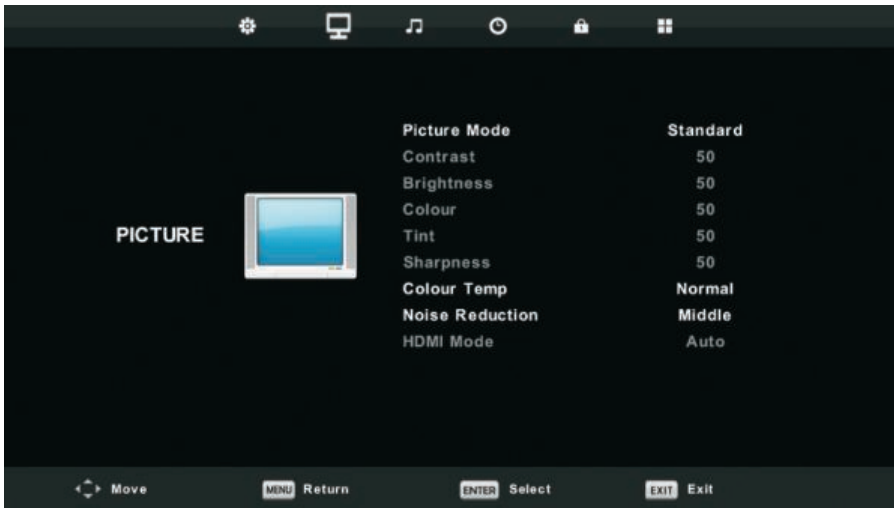 PICTURE
Picture Mode Standard
Contrast 50
Brightness 50
Colour 50
Tint 50
Sharpness 50
Colour Temp Normal
Noise Reduction Middle
HDMI Mode Auto
Move MENU Return ENTER Select EXIT Exit